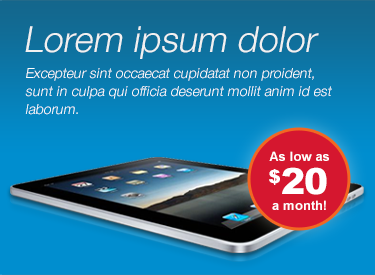 Lorem ipsum dolor
Excepteur sint occaecat cupidatat non proident,
sunt in culpa qui officia deserunt mollit anim id est
laborum.
As low as
$20
a month!